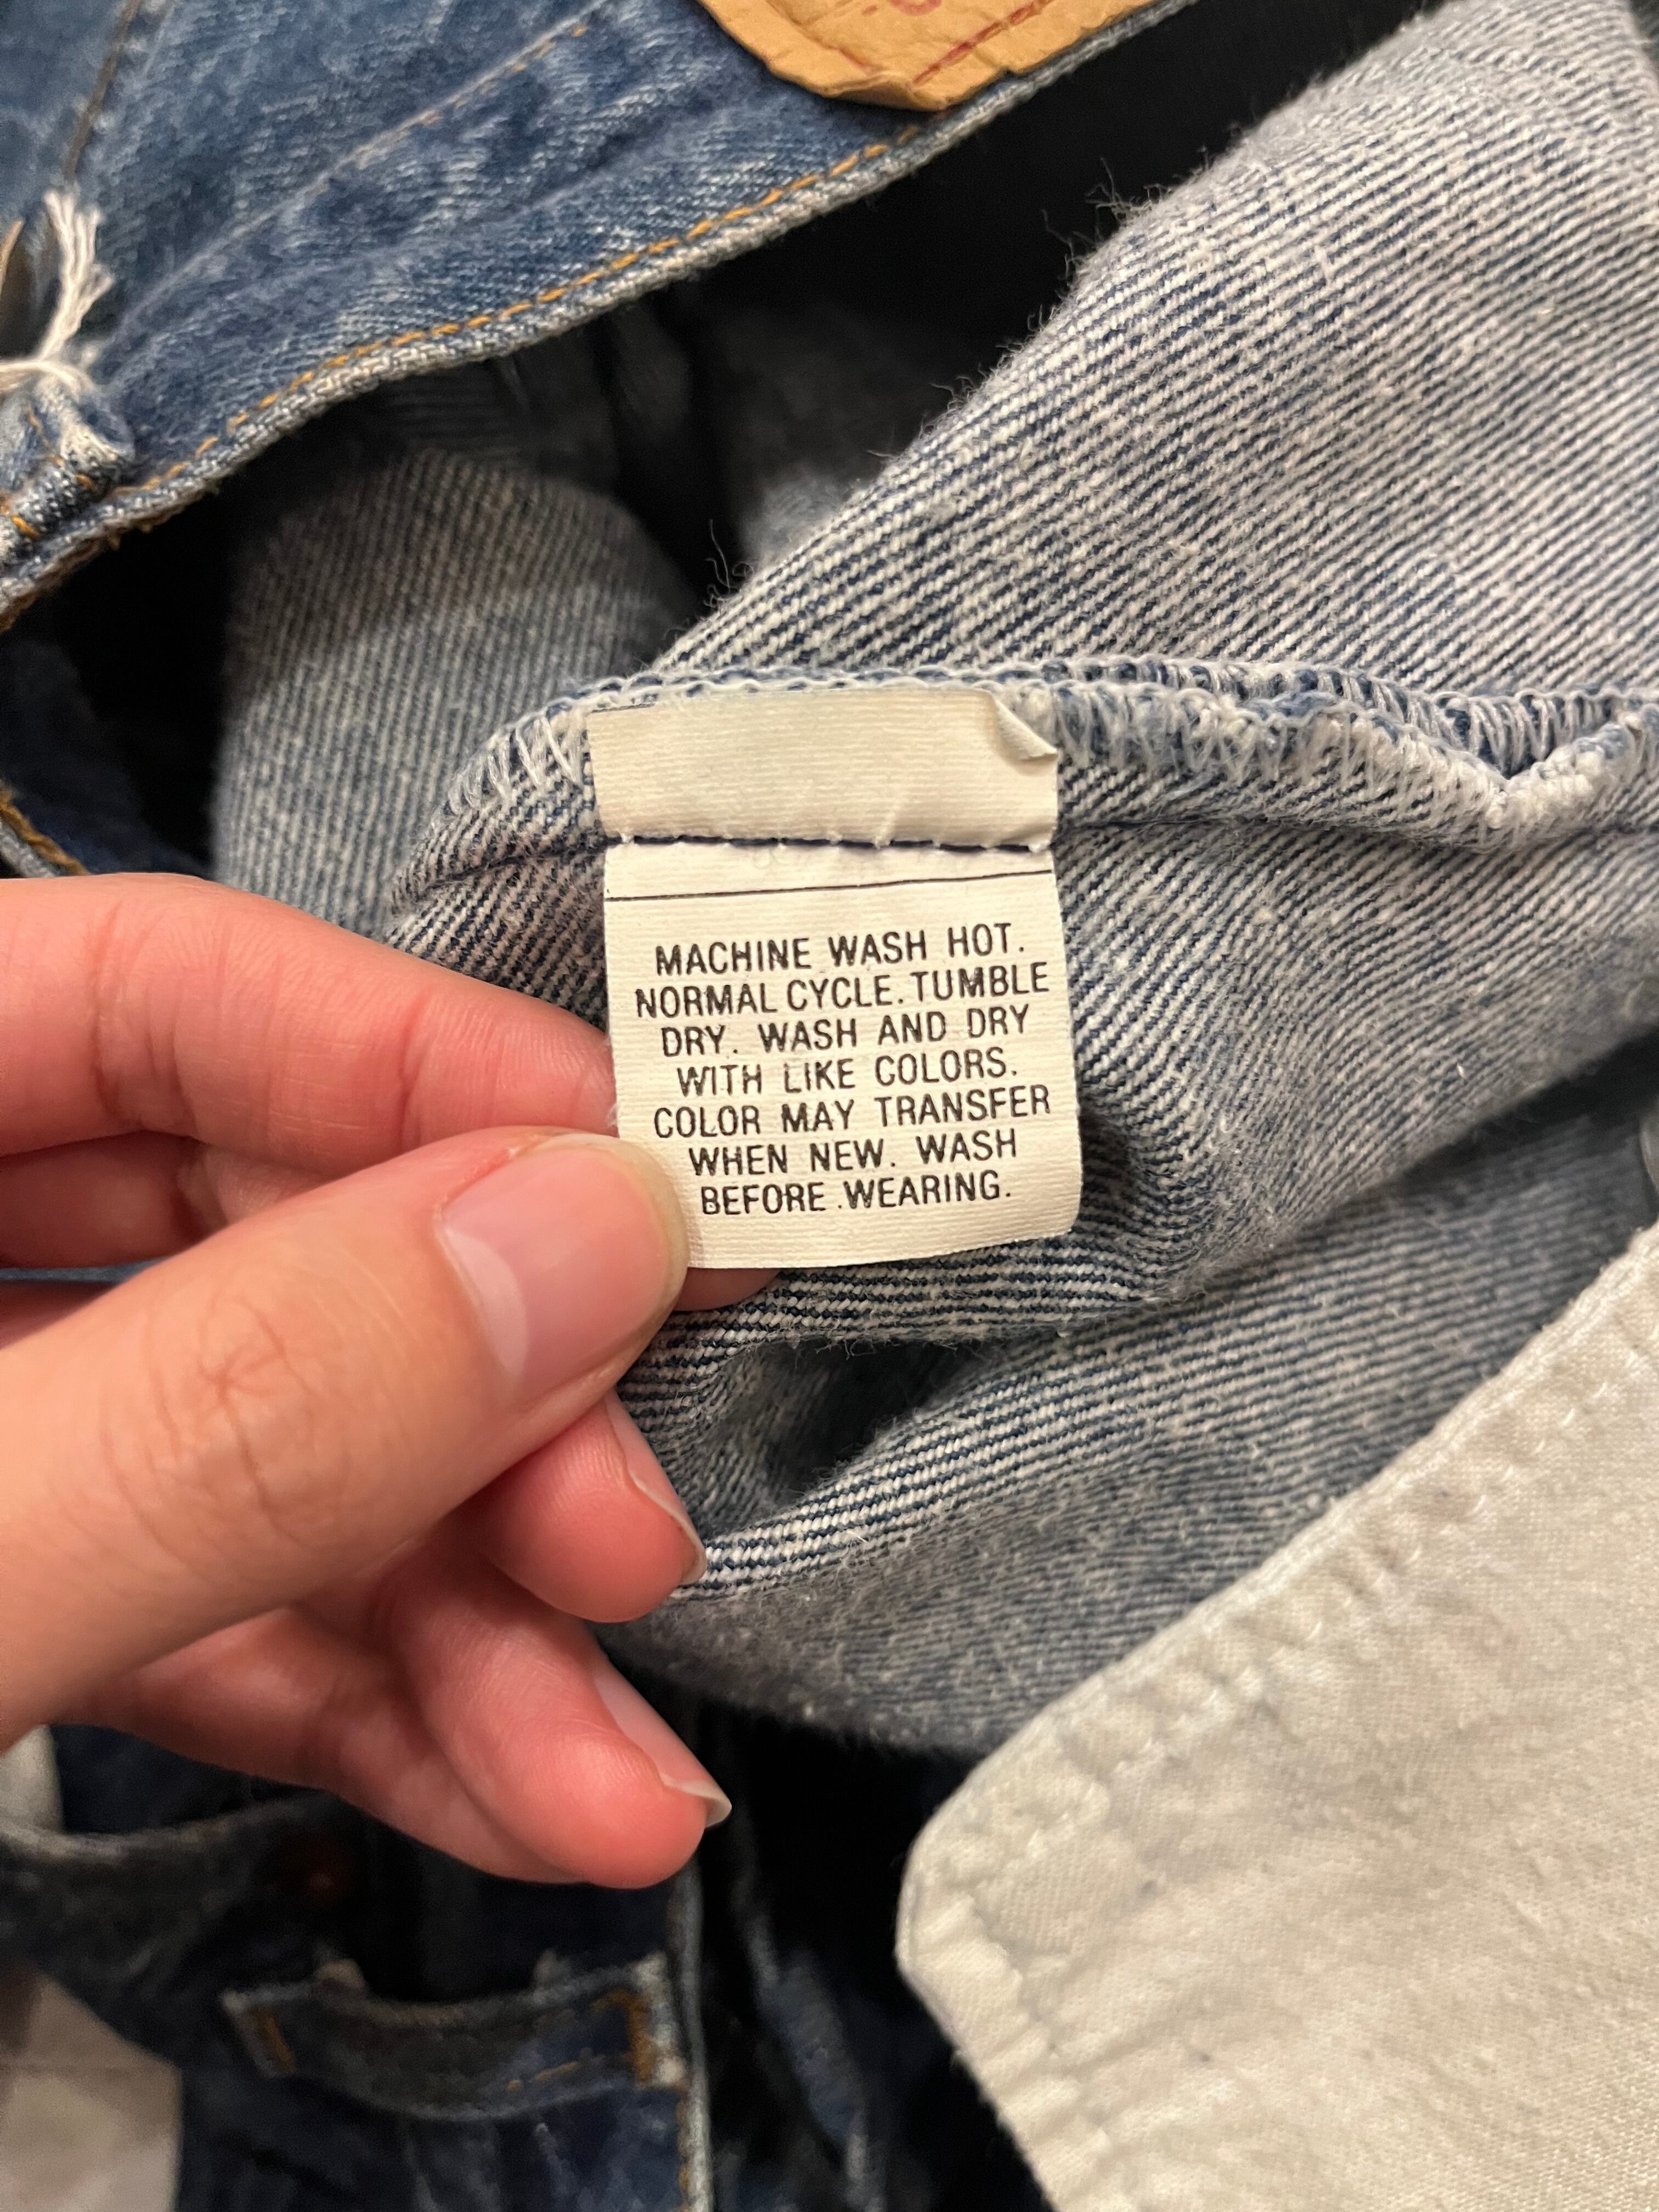 MACHINE WASH HOT.
NORMAL CYCLE. TUMBLE
DRY. WASH AND DRY
WITH LIKE COLORS.
COLOR MAY TRANSFER
WHEN NEW. WASH
BEFORE WEARING.